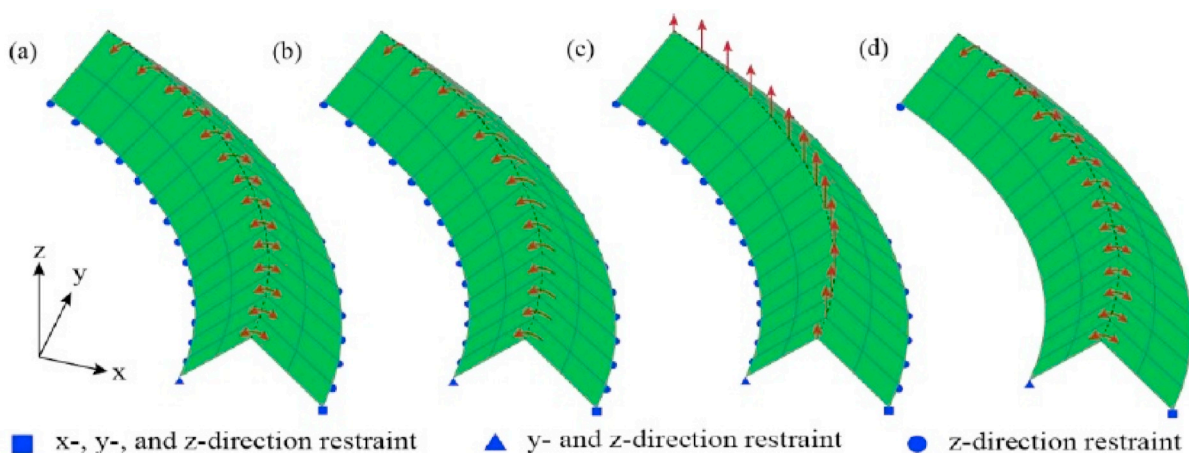 (a) (b) (c) (d)
z
y
x
x-, y-, and z-direction restraint y- and z-direction restraint z-direction restraint